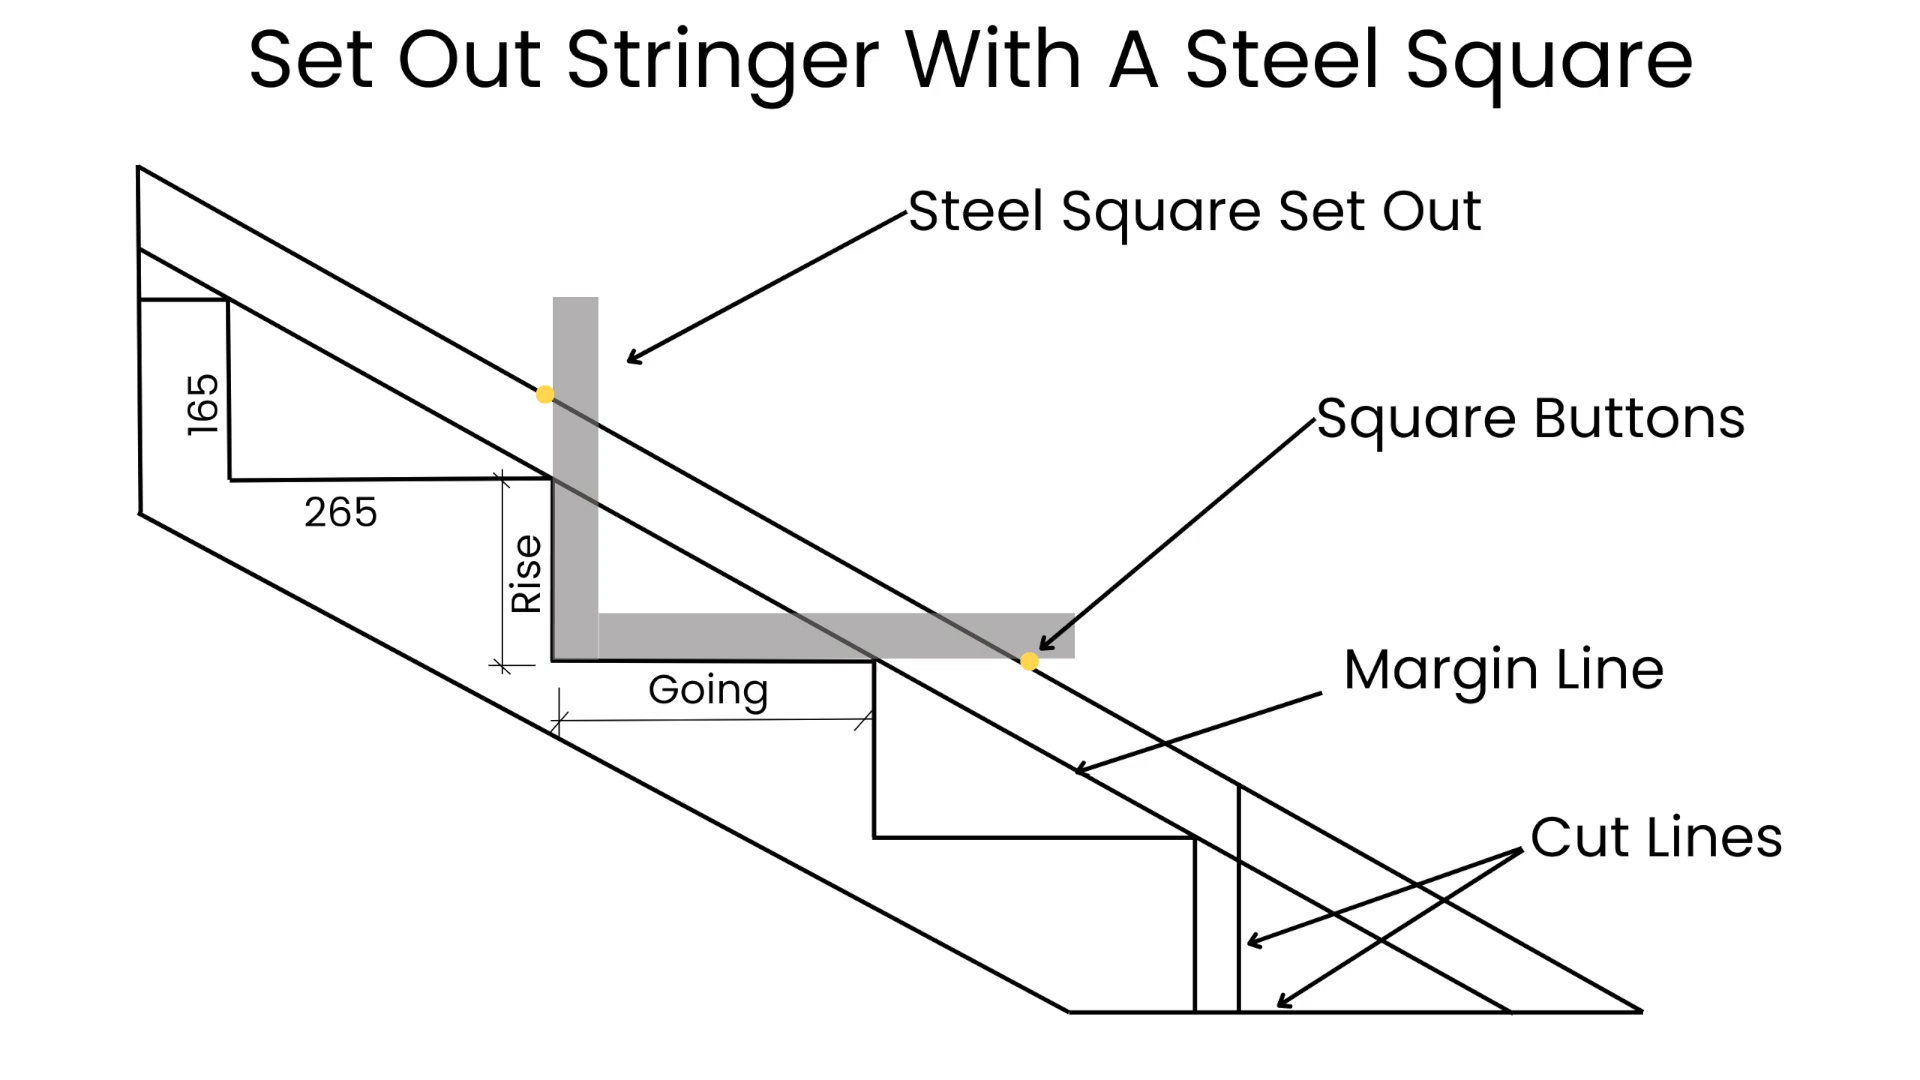 Set Out Stringer With A Steel Square
Steel Square Set Out
Square Buttons
165
265
Rise
Going
Margin Line
Cut Lines